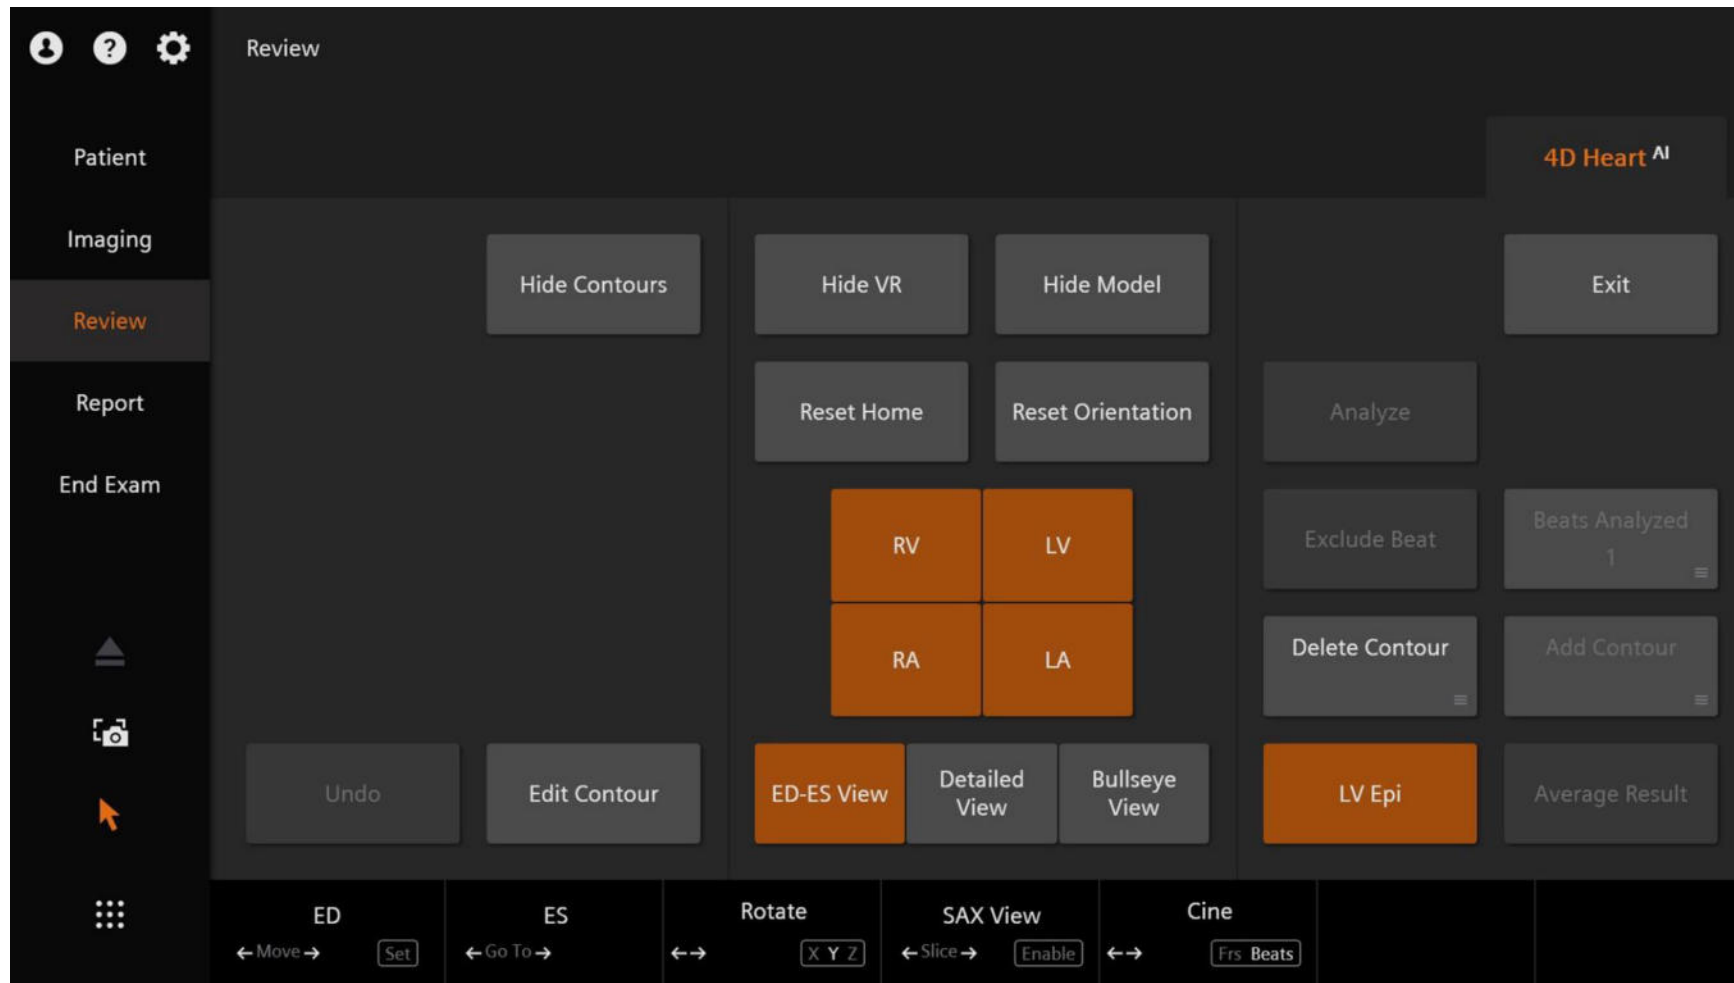 Review
Patient
Imaging
Review
Report
End Exam
4D Heart AI
Hide Contours
Hide VR
Hide Model
Exit
Reset Home
Reset Orientation
Analyze
RV
LV
Exclude Beat
Beats Analyzed
1
RA
LA
Delete Contour
Add Contour
Undo
Edit Contour
ED-ES View
Detailed
View
Bullseye
View
LV Epi
Average Result
ED
←Move→ Set
ES
←Go To→
Rotate
←→ X Y Z
SAX View
←Slice→ Enable
Cine
←→ Frs Beats